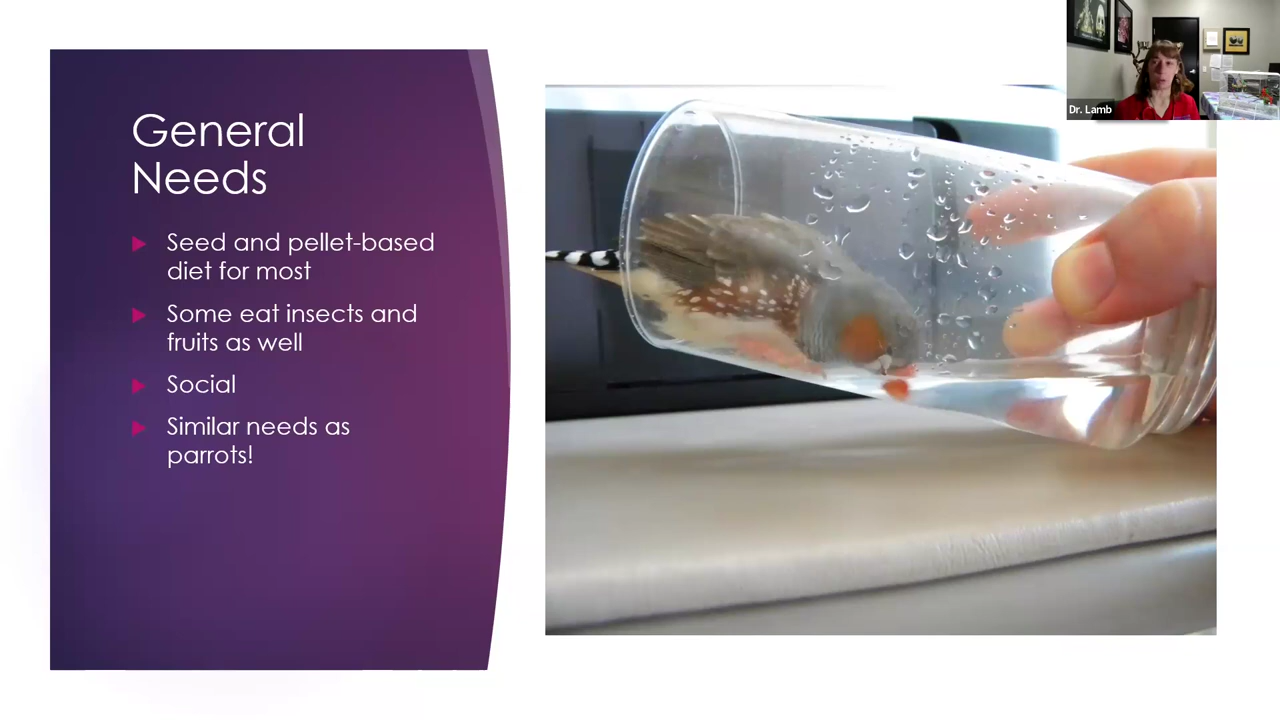 General
Needs
Seed and pellet-based
diet for most
Some eat insects and
fruits as well
Social
Similar needs as
parrots!
Dr. Lamb